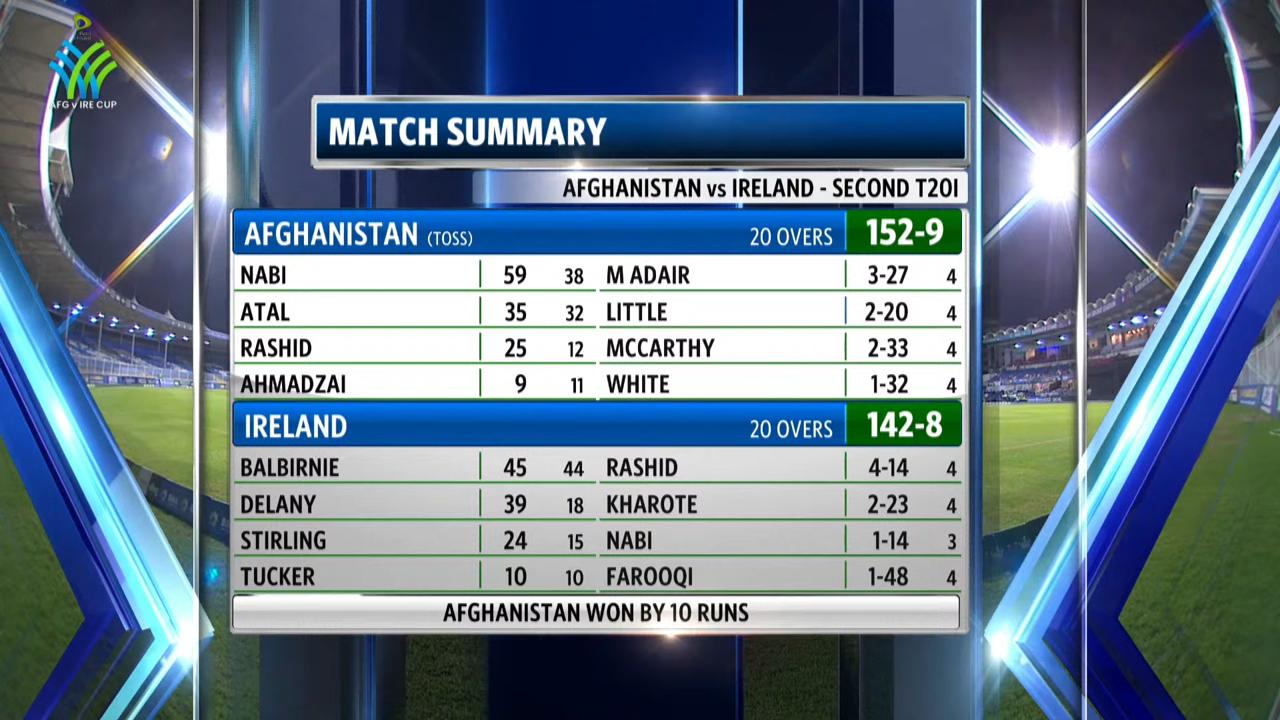 AFG v IRE CUP
MATCH SUMMARY
AFGHANISTAN vs IRELAND - SECOND T20I
AFGHANISTAN (TOSS) 20 OVERS 152-9
NABI 59 38 M ADAIR 3-27 4
ATAL 35 32 LITTLE 2-20 4
RASHID 25 12 MCCARTHY 2-33 4
AHMADZAI 9 11 WHITE 1-32 4
IRELAND 20 OVERS 142-8
BALBIRNIE 45 44 RASHID 4-14 4
DELANY 39 18 KHAROTE 2-23 4
STIRLING 24 15 NABI 1-14 3
TUCKER 10 10 FAROOQI 1-48 4
AFGHANISTAN WON BY 10 RUNS